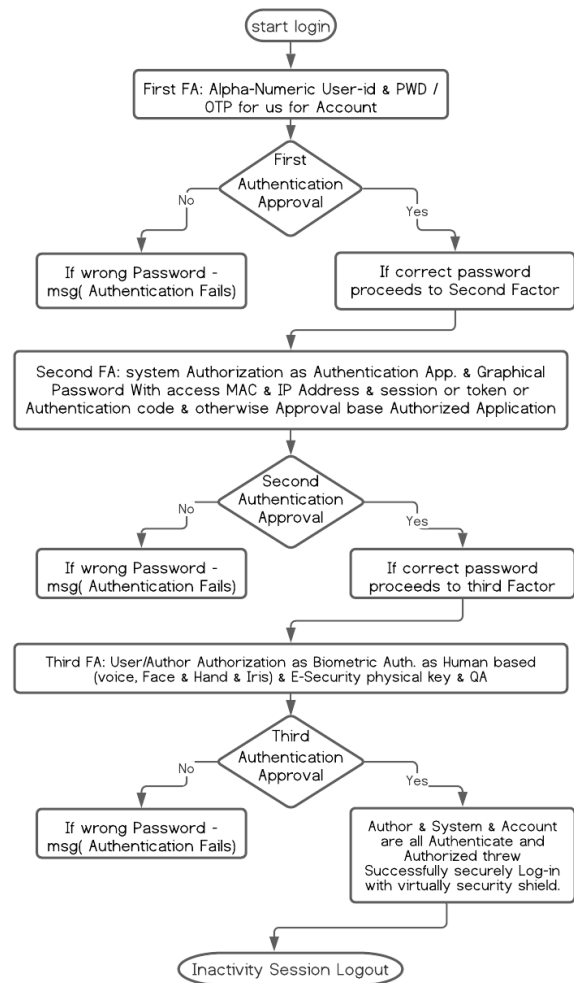 start login
First FA: Alpha-Numeric User-id & PWD /
OTP for us for Account
First
Authentication
Approval
No
Yes
If wrong Password -
msg( Authentication Fails)
If correct password
proceeds to Second Factor
Second FA: system Authorization as Authentication App. & Graphical
Password With access MAC & IP Address & session or token or
Authentication code & otherwise Approval base Authorized Application
Second
Authentication
Approval
No
Yes
If wrong Password -
msg( Authentication Fails)
If correct password
proceeds to third Factor
Third FA: User/Author Authorization as Biometric Auth. as Human based
(voice, Face & Hand & Iris) & E-Security physical key & QA
Third
Authentication
Approval
No
Yes
If wrong Password -
msg( Authentication Fails)
Author & System & Account
are all Authenticate and
Authorized threw
Successfully securely Log-in
with virtually security shield.
Inactivity Session Logout